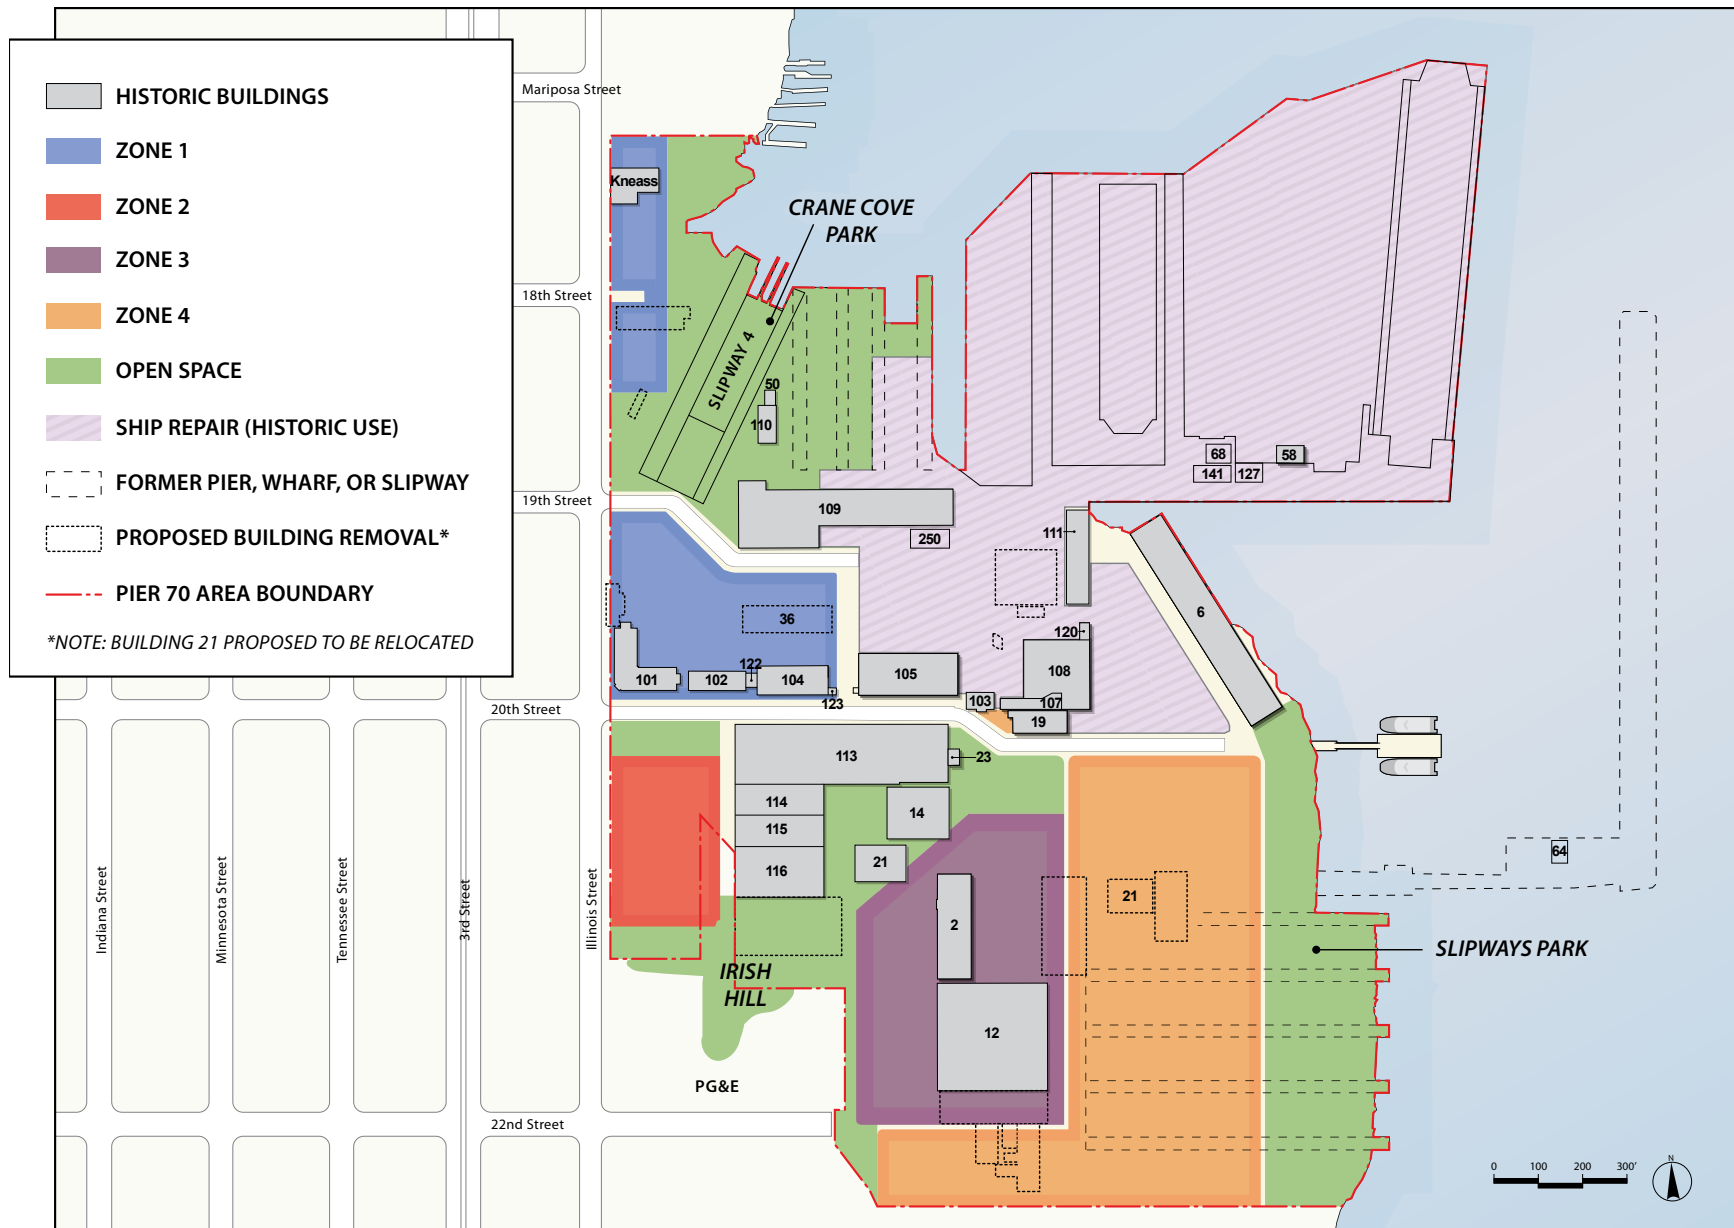 HISTORIC BUILDINGS
ZONE 1
ZONE 2
ZONE 3
ZONE 4
OPEN SPACE
SHIP REPAIR (HISTORIC USE)
FORMER PIER, WHARF, OR SLIPWAY
PROPOSED BUILDING REMOVAL*
PIER 70 AREA BOUNDARY
*NOTE: BUILDING 21 PROPOSED TO BE RELOCATED
Mariposa Street
Kneass
CRANE COVE
PARK
18th Street
SLIPWAY 4
50
110
68
58
141
127
19th Street
109
250
111
6
36
120
122
101
102
104
105
108
123
103
107
19
20th Street
113
23
114
14
115
116
21
64
21
2
Indiana Street
Minnesota Street
Tennessee Street
3rd Street
Illinois Street
SLIPWAYS PARK
IRISH
HILL
12
PG&E
22nd Street
0
100
200
300'
N